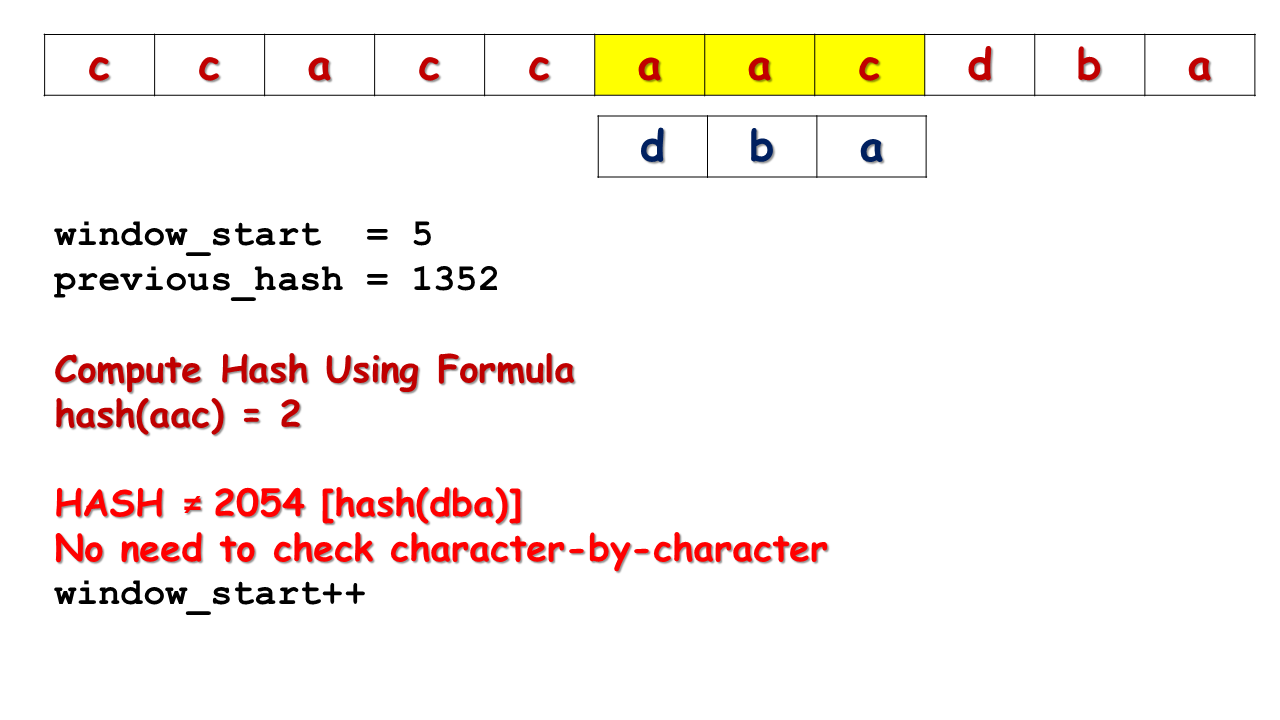 c c a c c a a c d b a
d b a
window_start  = 5
previous_hash = 1352
Compute Hash Using Formula
hash(aac) = 2
HASH ≠ 2054 [hash(dba)]
No need to check character-by-character
window_start++